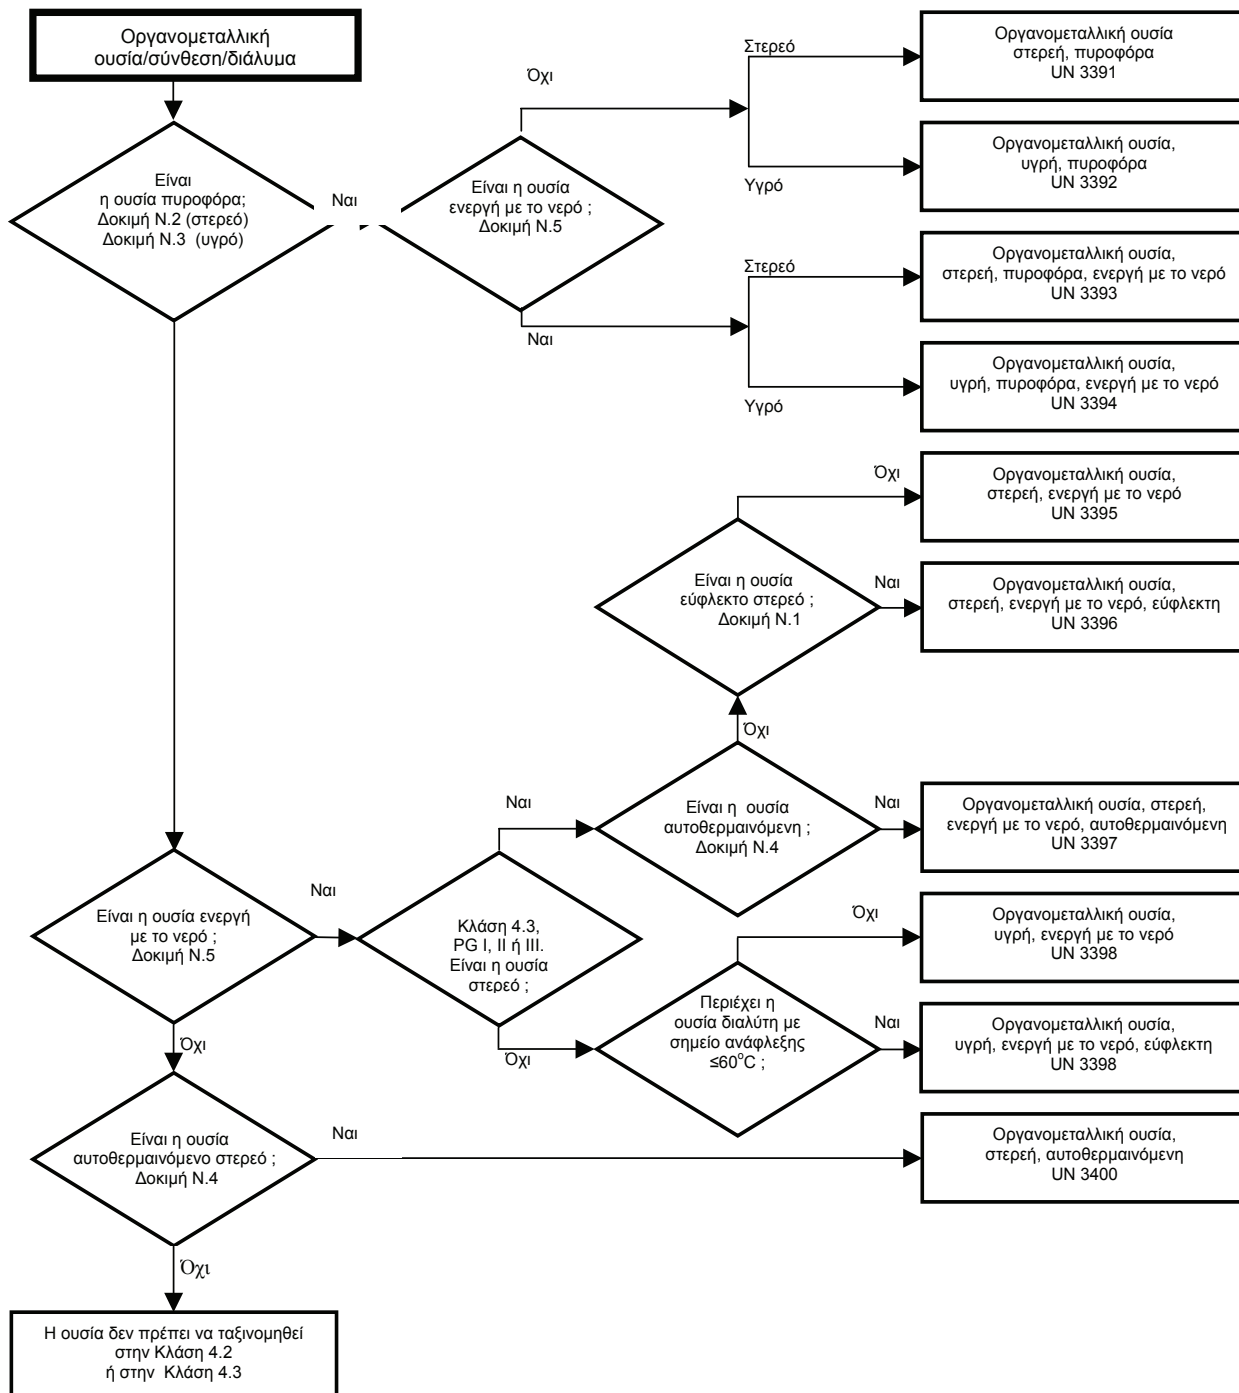 Οργανομεταλλική
ουσία/σύνθεση/διάλυμα
Είναι
η ουσία πυροφόρα;
Δοκιμή N.2 (στερεό)
Δοκιμή N.3 (υγρό)
Ναι
Όχι
Είναι η ουσία
ενεργή με το νερό ;
Δοκιμή N.5
Ναι
Στερεό
Οργανομεταλλική ουσία
στερεή, πυροφόρα
UN 3391
Υγρό
Οργανομεταλλική ουσία,
υγρή, πυροφόρα
UN 3392
Στερεό
Οργανομεταλλική ουσία,
στερεή, πυροφόρα, ενεργή με το νερό
UN 3393
Υγρό
Οργανομεταλλική ουσία,
υγρή, πυροφόρα, ενεργή με το νερό
UN 3394
Όχι
Οργανομεταλλική ουσία,
στερεή, ενεργή με το νερό
UN 3395
Είναι η ουσία
εύφλεκτο στερεό ;
Δοκιμή N.1
Ναι
Οργανομεταλλική ουσία,
στερεή, ενεργή με το νερό, εύφλεκτη
UN 3396
Όχι
Ναι
Είναι η ουσία
αυτοθερμαινόμενη ;
Δοκιμή N.4
Ναι
Οργανομεταλλική ουσία, στερεή,
ενεργή με το νερό, αυτοθερμαινόμενη
UN 3397
Είναι η ουσία ενεργή
με το νερό ;
Δοκιμή N.5
Ναι
Κλάση 4.3,
PG I, II ή III.
Είναι η ουσία
στερεό ;
Όχι
Οργανομεταλλική ουσία,
υγρή, ενεργή με το νερό
UN 3398
Όχι
Περιέχει η
ουσία διαλύτη με
σημείο ανάφλεξης
≤60°C ;
Ναι
Οργανομεταλλική ουσία,
υγρή, ενεργή με το νερό, εύφλεκτη
UN 3398
Όχι
Είναι η ουσία
αυτοθερμαινόμενο στερεό ;
Δοκιμή N.4
Ναι
Οργανομεταλλική ουσία,
στερεή, αυτοθερμαινόμενη
UN 3400
Όχι
Η ουσία δεν πρέπει να ταξινομηθεί
στην Κλάση 4.2
ή στην Κλάση 4.3